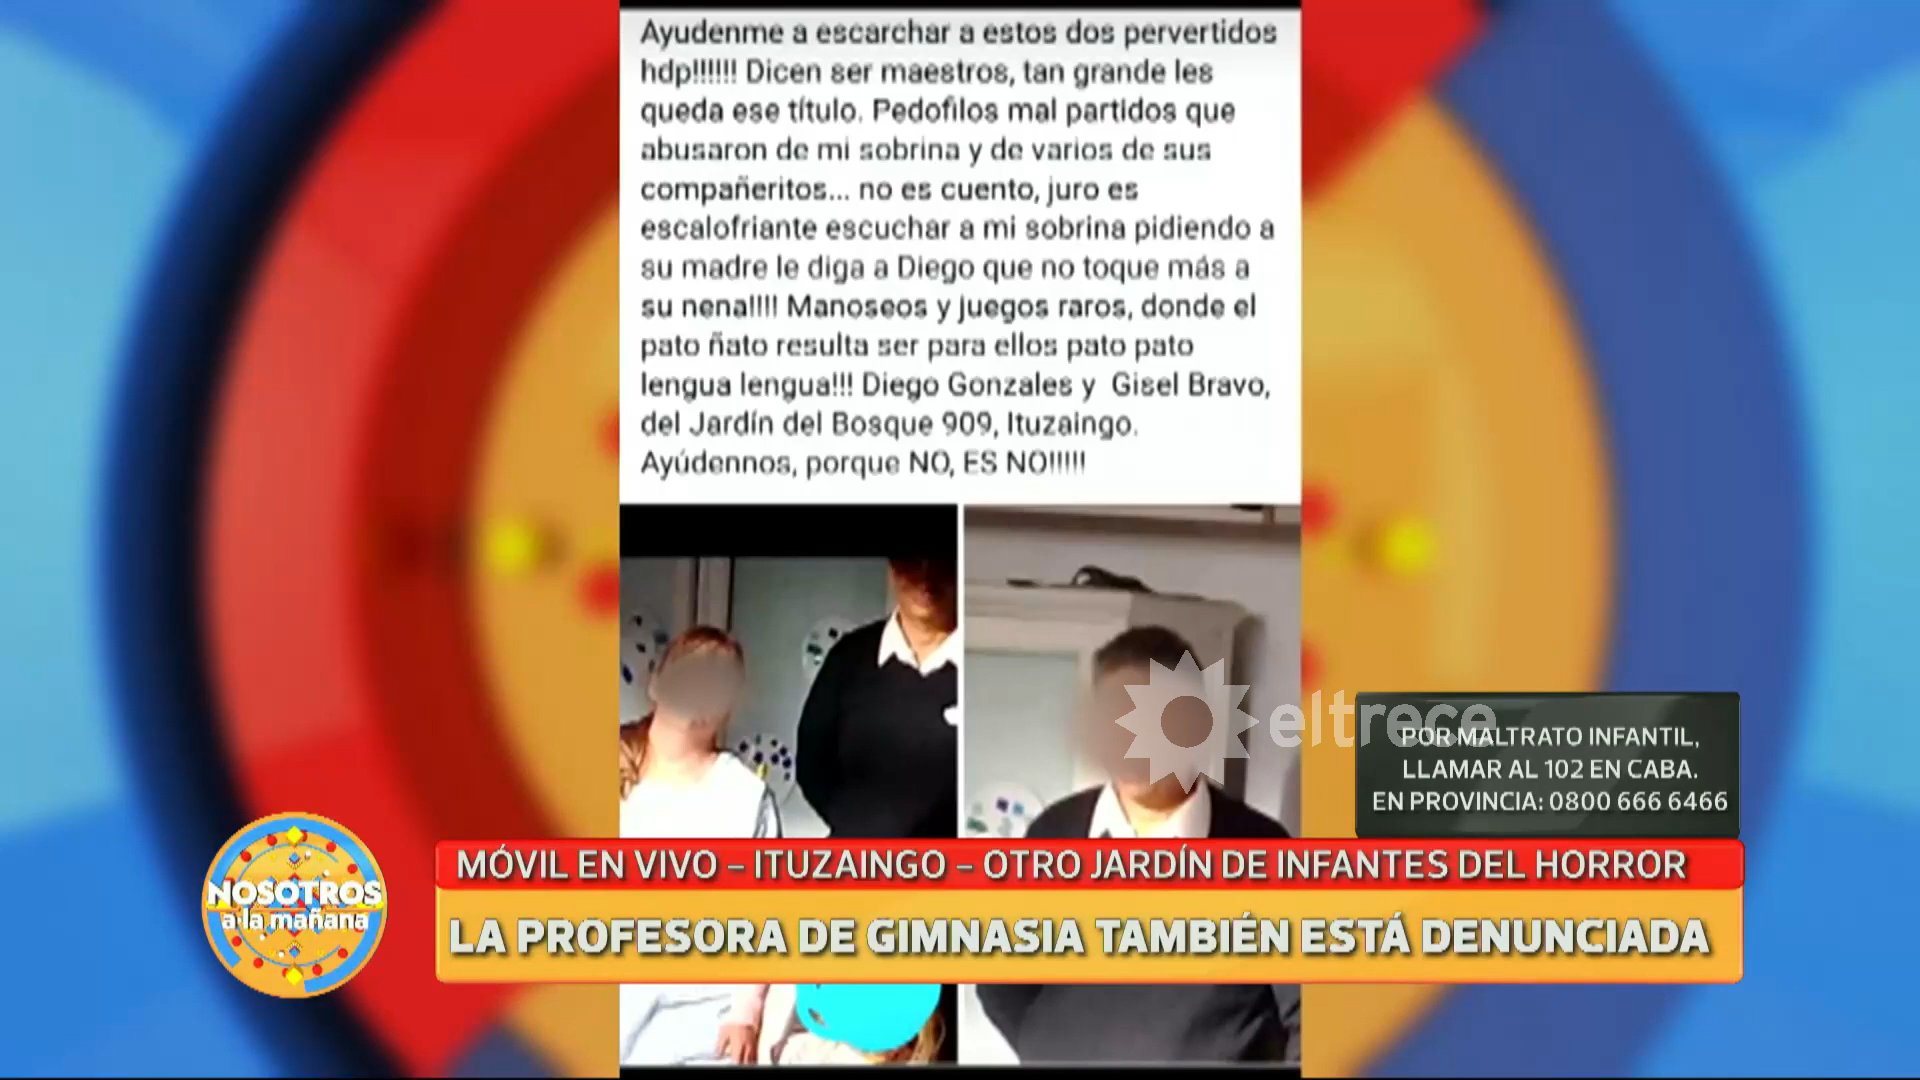 Ayudenme a escarchar a estos dos pervertidos
hdp!!!!!! Dicen ser maestros, tan grande les
queda ese título. Pedofilos mal partidos que
abusaron de mi sobrina y de varios de sus
compañeritos... no es cuento, juro es
escalofriante escuchar a mi sobrina pidiendo a
su madre le diga a Diego que no toque más a
su nena!!!! Manoseos y juegos raros, donde el
pato ñato resulta ser para ellos pato pato
lengua lengua!!! Diego Gonzales y Gisel Bravo,
del Jardín del Bosque 909, Ituzaingo.
Ayúdennos, porque NO, ES NO!!!!!
eltrece
POR MALTRATO INFANTIL,
LLAMAR AL 102 EN CABA.
EN PROVINCIA: 0800 666 6466
MÓVIL EN VIVO – ITUZAINGO – OTRO JARDÍN DE INFANTES DEL HORROR
NOSOTROS
a la mañana
LA PROFESORA DE GIMNASIA TAMBIÉN ESTÁ DENUNCIADA